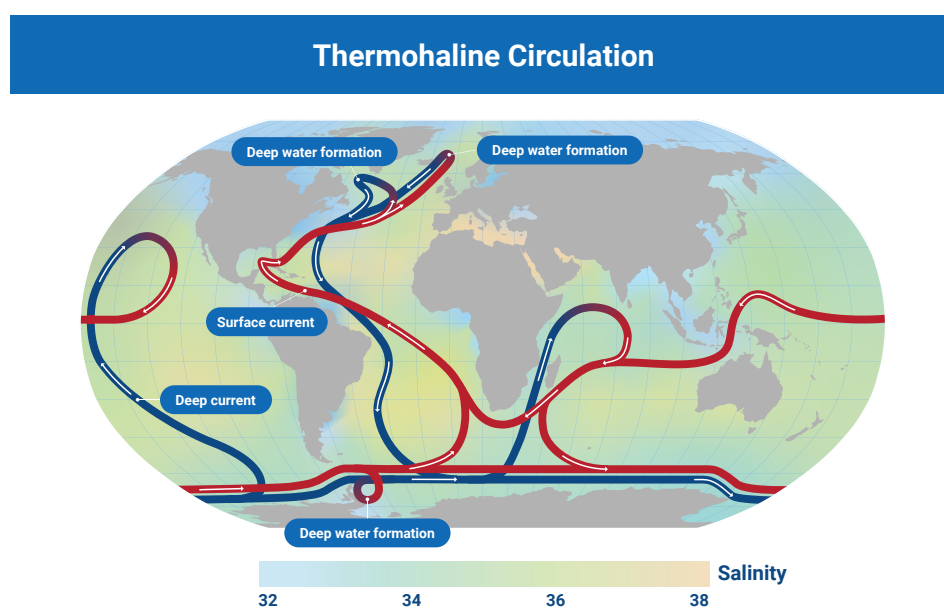 Thermohaline Circulation
Deep water formation
Deep water formation
Surface current
Deep current
Deep water formation
Salinity
32
34
36
38